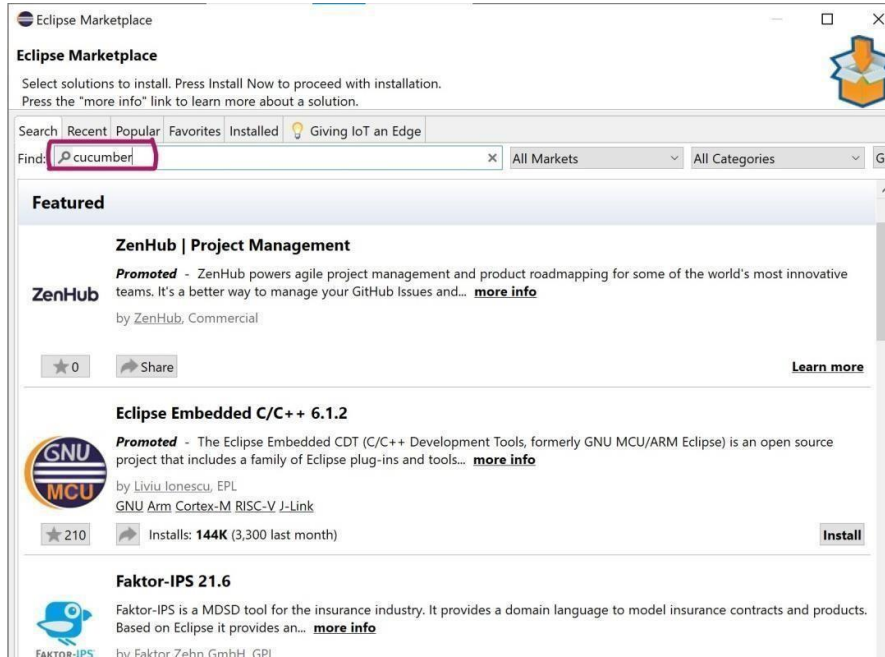 Eclipse Marketplace
Eclipse Marketplace
Select solutions to install. Press Install Now to proceed with installation.
Press the "more info" link to learn more about a solution.
Search Recent Popular Favorites Installed Giving IoT an Edge
Find: cucumber All Markets All Categories G
Featured
ZenHub | Project Management
Promoted - ZenHub powers agile project management and product roadmapping for some of the world's most innovative
ZenHub teams. It's a better way to manage your GitHub Issues and... more info
by ZenHub, Commercial
0 Share Learn more
Eclipse Embedded C/C++ 6.1.2
GNU MCU
Promoted - The Eclipse Embedded CDT (C/C++ Development Tools, formerly GNU MCU/ARM Eclipse) is an open source
project that includes a family of Eclipse plug-ins and tools... more info
by Liviu Ionescu, EPL
GNU Arm Cortex-M RISC-V J-Link
210 Installs: 144K (3,300 last month) Install
Faktor-IPS 21.6
Faktor-IPS is a MDSD tool for the insurance industry. It provides a domain language to model insurance contracts and products.
Based on Eclipse it provides an... more info
FAKTOR-IPS by Faktor Zehn GmbH, GPL